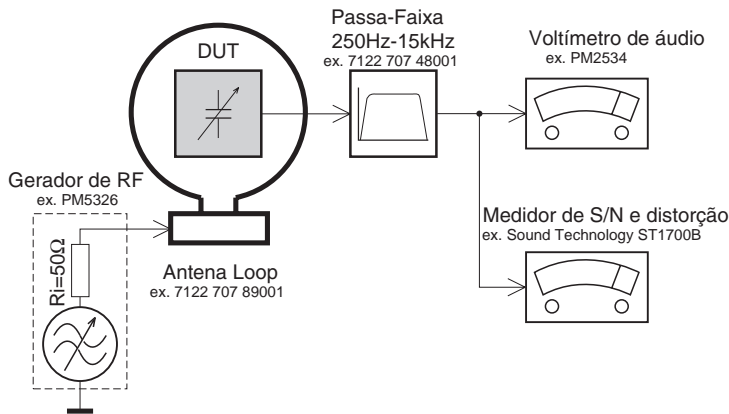 Passa-Faixa
250Hz-15kHz
ex. 7122 707 48001
DUT
Voltímetro de áudio
ex. PM2534
Gerador de RF
ex. PM5326
Ri=50Ω
Antena Loop
ex. 7122 707 89001
Medidor de S/N e distorção
ex. Sound Technology ST1700B